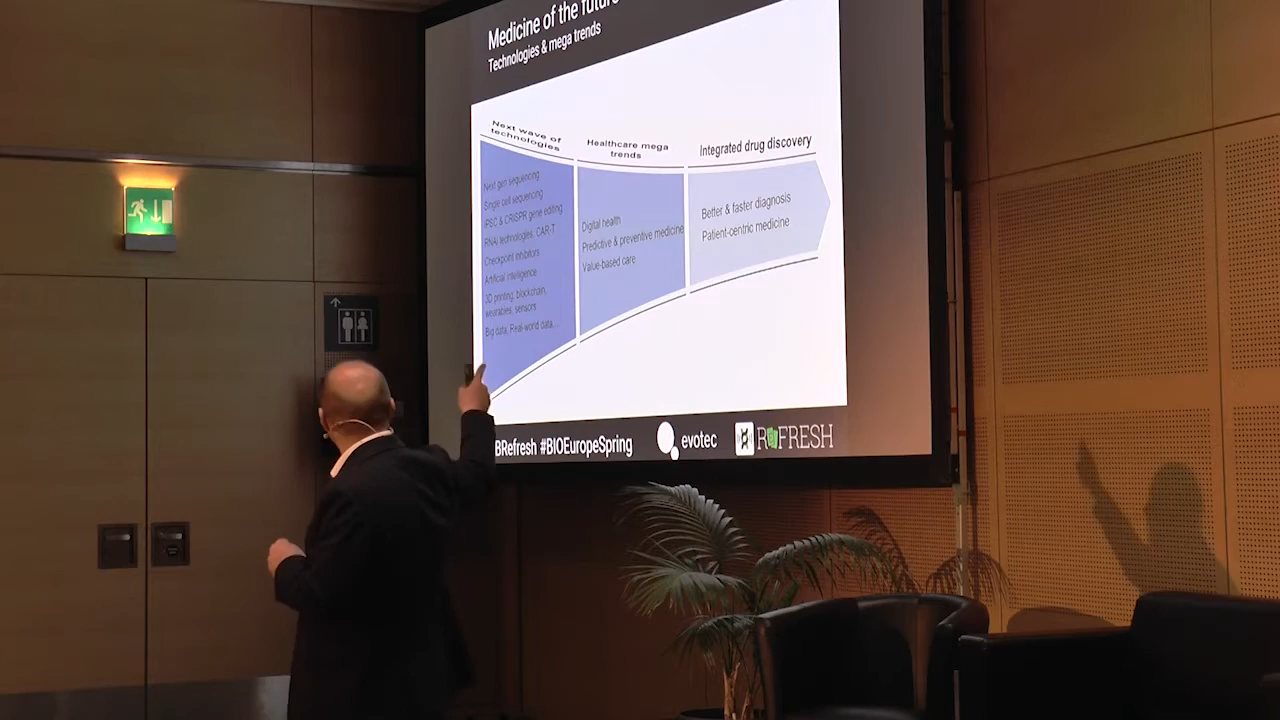 Medicine of the future
Technologies & mega trends
Next wave of
technologies
Healthcare mega
trends
Integrated drug discovery
Next gen sequencing
Single cell sequencing
iPSC & CRISPR gene editing
RNAi technologies, CAR-T
Checkpoint inhibitors
Artificial intelligence
3D printing, blockchain,
wearables, sensors
Big data, Real-world data...
Digital health
Predictive & preventive medicine
Value-based care
Better & faster diagnosis
Patient-centric medicine
BRefresh #BIOEuropeSpring
evotec
REFRESH